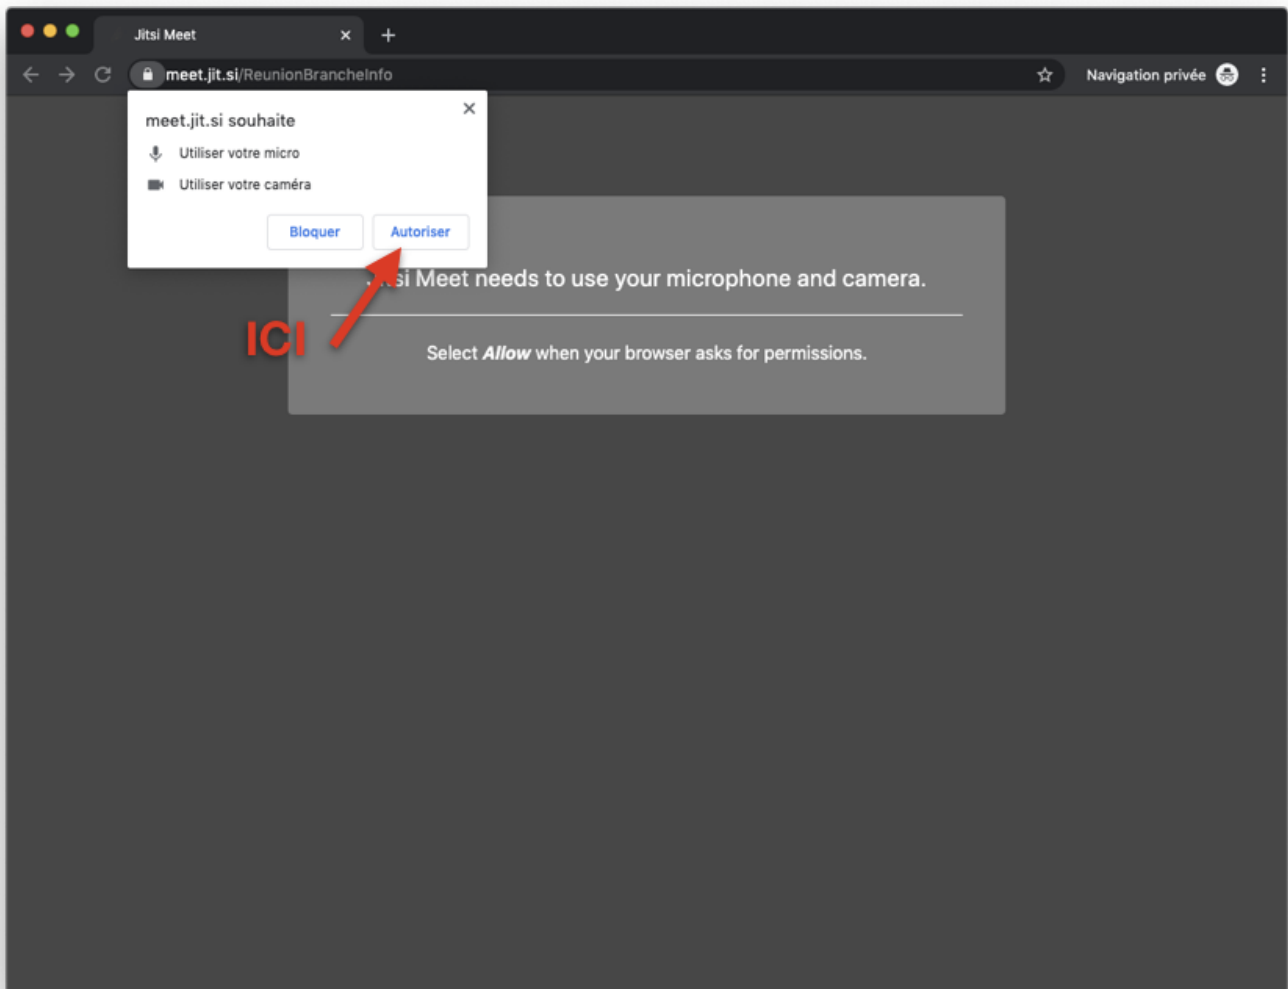 Jitsi Meet
meet.jit.si/ReunionBrancheInfo
Navigation privée
meet.jit.si souhaite
Utiliser votre micro
Utiliser votre caméra
Bloquer
Autoriser
Jitsi Meet needs to use your microphone and camera.
ICI
Select Allow when your browser asks for permissions.